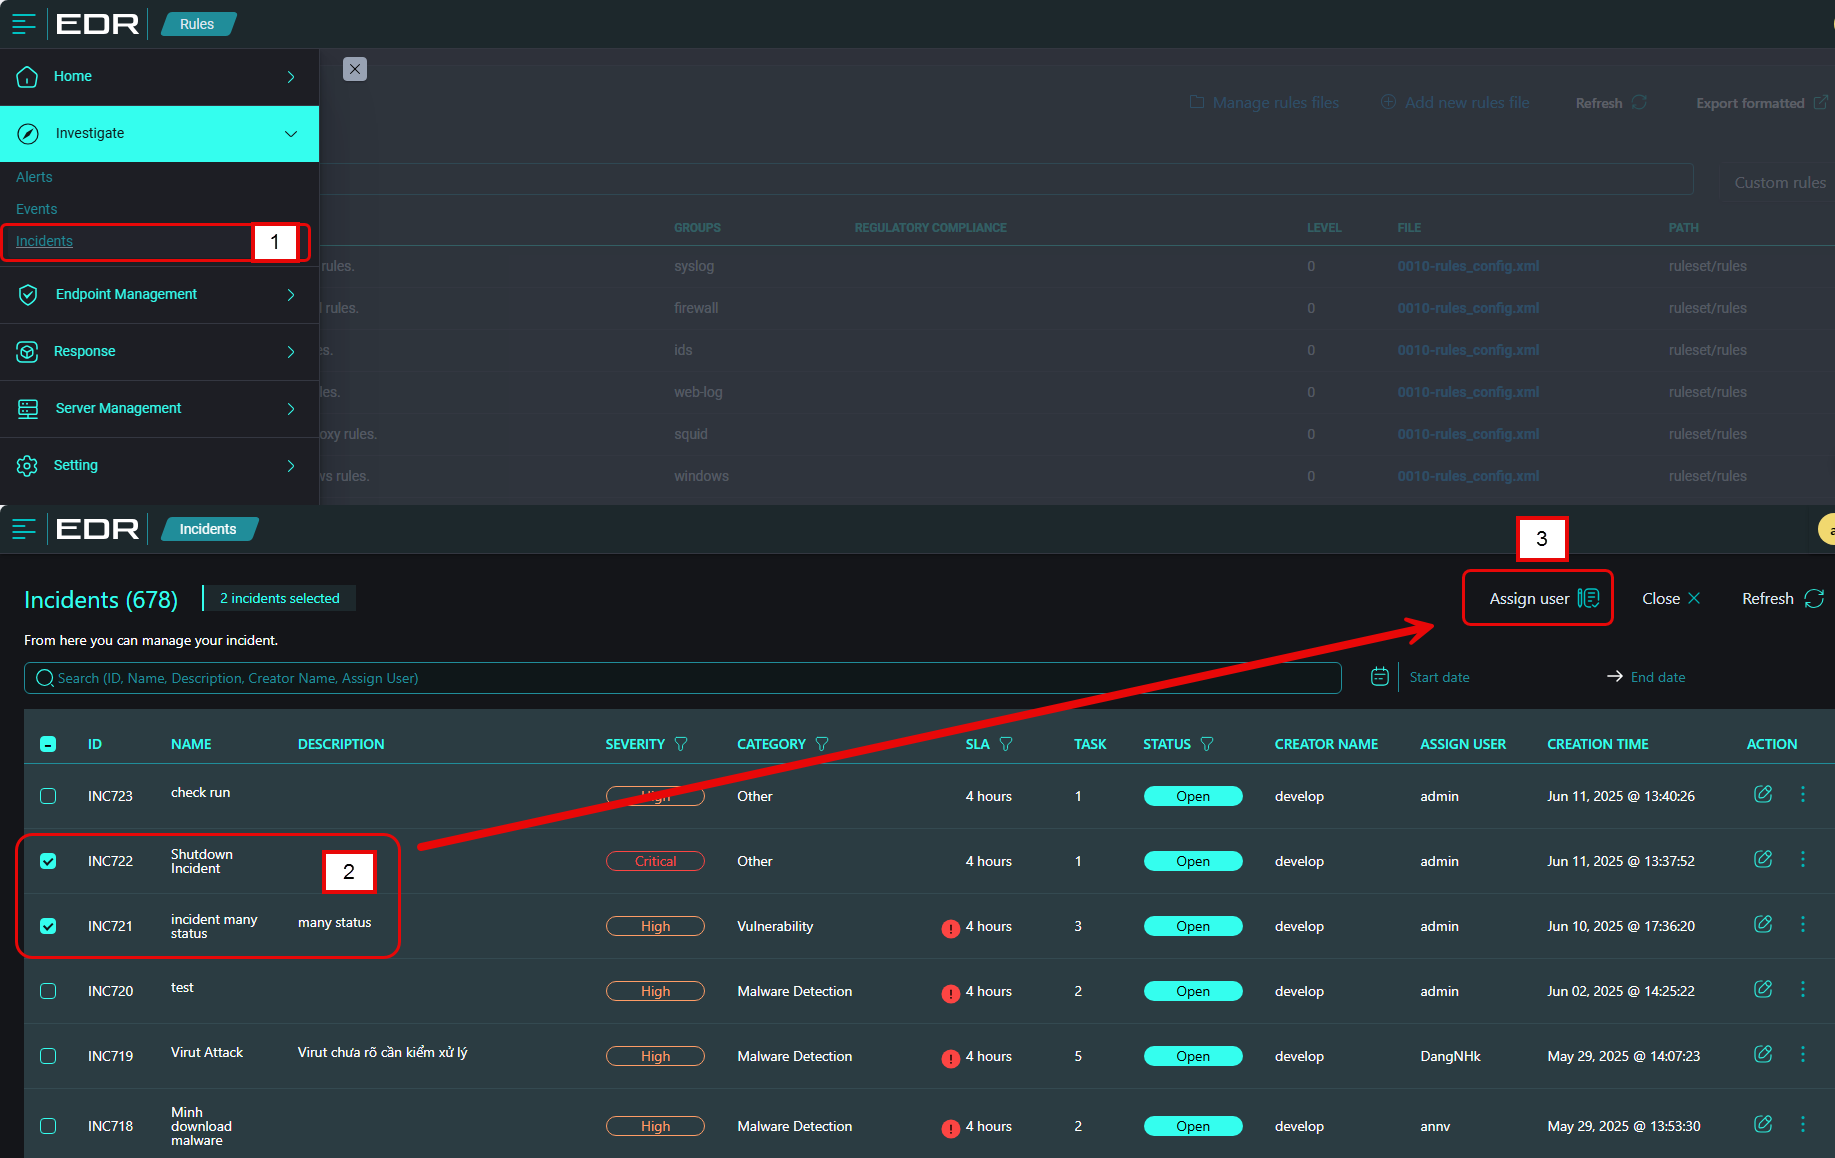 EDR Rules
Home
Manage rules files Add new rules file Refresh Export formatted
Investigate
Alerts
Custom rules
Events
GROUPS REGULATORY COMPLIANCE LEVEL FILE PATH
Incidents 1
rules. syslog 0 0010-rules_config.xml ruleset/rules
Endpoint Management
rules. firewall 0 0010-rules_config.xml ruleset/rules
Response
es. ids 0 0010-rules_config.xml ruleset/rules
les. web-log 0 0010-rules_config.xml ruleset/rules
Server Management
oxy rules. squid 0 0010-rules_config.xml ruleset/rules
Setting
ws rules. windows 0 0010-rules_config.xml ruleset/rules
EDR Incidents
a
3
Incidents (678) 2 incidents selected Assign user Close Refresh
From here you can manage your incident.
Search (ID, Name, Description, Creator Name, Assign User) Start date End date
ID NAME DESCRIPTION SEVERITY CATEGORY SLA TASK STATUS CREATOR NAME ASSIGN USER CREATION TIME ACTION
INC723 check run High Other 4 hours 1 Open develop admin Jun 11, 2025 @ 13:40:26
INC722 Shutdown Incident 2 Critical Other 4 hours 1 Open develop admin Jun 11, 2025 @ 13:37:52
INC721 incident many status many status High Vulnerability 4 hours 3 Open develop admin Jun 10, 2025 @ 17:36:20
INC720 test High Malware Detection 4 hours 2 Open develop admin Jun 02, 2025 @ 14:25:22
INC719 Virut Attack Virut chưa rõ cần kiểm xử lý High Malware Detection 4 hours 5 Open develop DangNHk May 29, 2025 @ 14:07:23
INC718 Minh download malware High Malware Detection 4 hours 2 Open develop annv May 29, 2025 @ 13:53:30